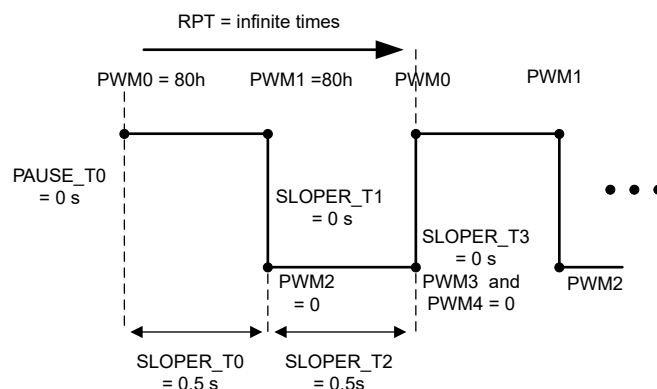 RPT = infinite times
PWM0 = 80h
PWM1 =80h
PWM0
PWM1
PAUSE_T0
= 0 s
SLOPER_T1
= 0 s
SLOPER_T3
= 0 s
PWM2
= 0
PWM3 and
PWM4 = 0
PWM2
SLOPER_T0
= 0.5 s
SLOPER_T2
= 0.5s